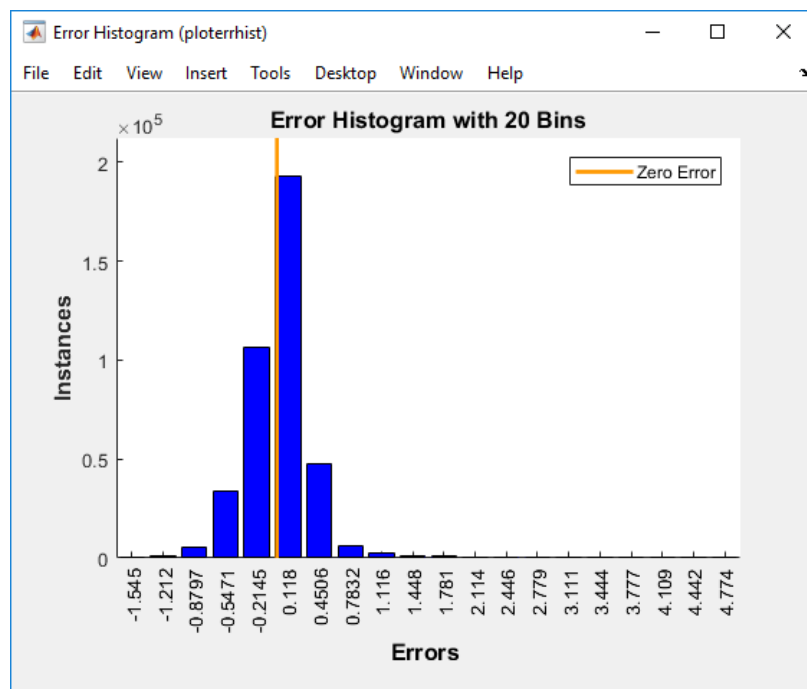 Error Histogram (ploterrhist)
File Edit View Insert Tools Desktop Window Help
Error Histogram with 20 Bins
× 10^5
Zero Error
2
1.5
1
0.5
0
Instances
-1.545 -1.212 -0.8797 -0.5471 -0.2145 0.118 0.4506 0.7832 1.116 1.448 1.781 2.114 2.446 2.779 3.111 3.444 3.777 4.109 4.442 4.774
Errors